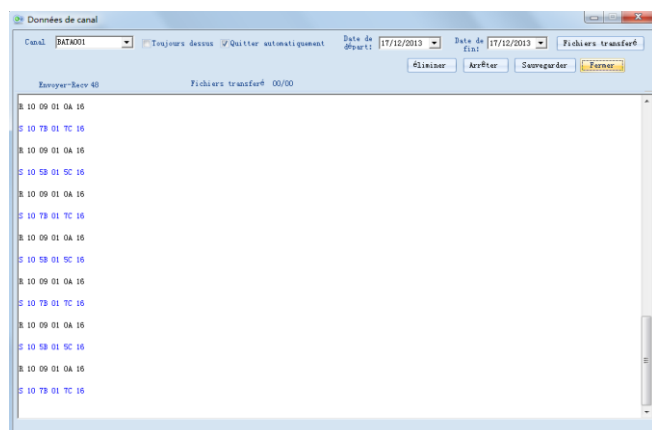 Données de canal
Canal BATA001 Toujours dessus Quitter automatiquement Date de départ: 17/12/2013 Date de fin: 17/12/2013 Fichiers transferé
éliminer Arrêter Sauvegarder Fermer
Envoyer-Recv 48 Fichiers transferé 00/00
R 10 09 01 0A 16
S 10 7B 01 7C 16
R 10 09 01 0A 16
S 10 5B 01 5C 16
R 10 09 01 0A 16
S 10 7B 01 7C 16
R 10 09 01 0A 16
S 10 5B 01 5C 16
R 10 09 01 0A 16
S 10 7B 01 7C 16
R 10 09 01 0A 16
S 10 5B 01 5C 16
R 10 09 01 0A 16
S 10 7B 01 7C 16